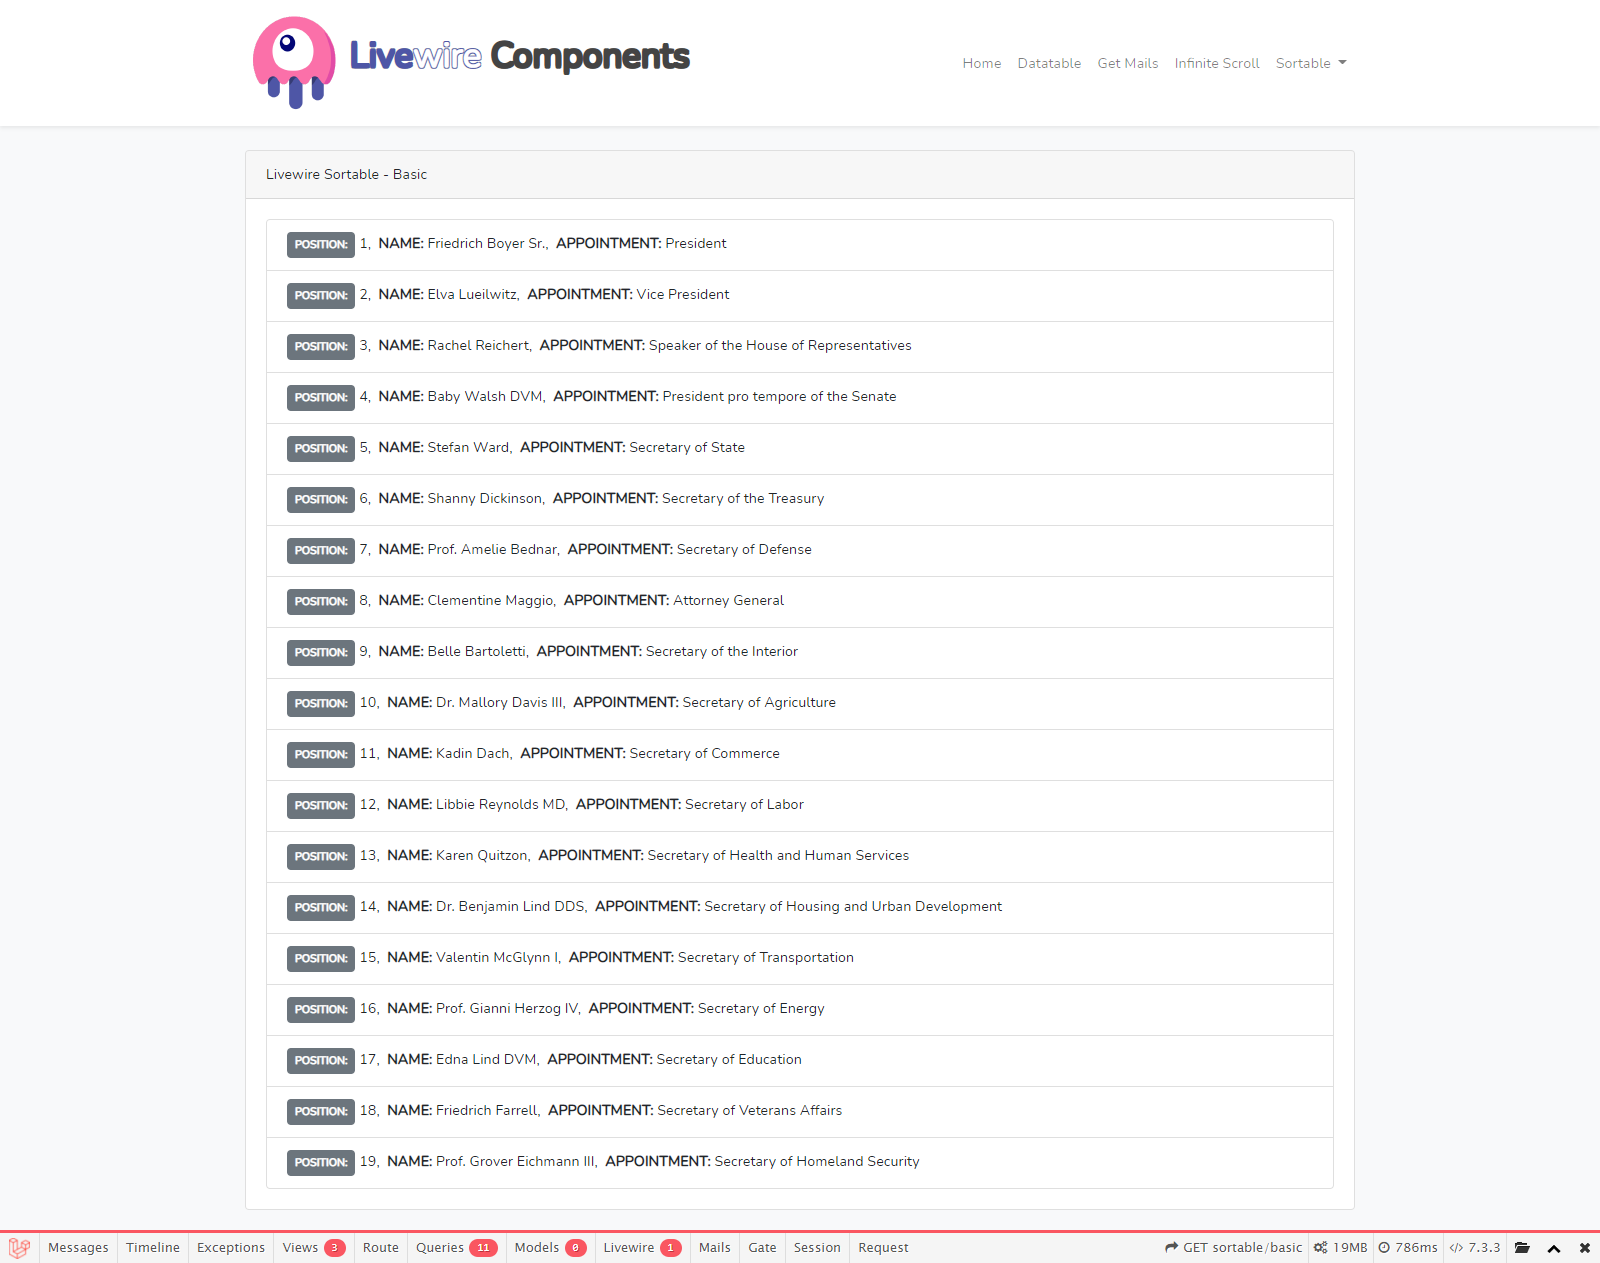 Livewire Components
Home Datatable Get Mails Infinite Scroll Sortable
Livewire Sortable - Basic
POSITION: 1, NAME: Friedrich Boyer Sr., APPOINTMENT: President
POSITION: 2, NAME: Elva Lueilwitz, APPOINTMENT: Vice President
POSITION: 3, NAME: Rachel Reichert, APPOINTMENT: Speaker of the House of Representatives
POSITION: 4, NAME: Baby Walsh DVM, APPOINTMENT: President pro tempore of the Senate
POSITION: 5, NAME: Stefan Ward, APPOINTMENT: Secretary of State
POSITION: 6, NAME: Shanny Dickinson, APPOINTMENT: Secretary of the Treasury
POSITION: 7, NAME: Prof. Amelie Bednar, APPOINTMENT: Secretary of Defense
POSITION: 8, NAME: Clementine Maggio, APPOINTMENT: Attorney General
POSITION: 9, NAME: Belle Bartoletti, APPOINTMENT: Secretary of the Interior
POSITION: 10, NAME: Dr. Mallory Davis III, APPOINTMENT: Secretary of Agriculture
POSITION: 11, NAME: Kadin Dach, APPOINTMENT: Secretary of Commerce
POSITION: 12, NAME: Libbie Reynolds MD, APPOINTMENT: Secretary of Labor
POSITION: 13, NAME: Karen Quitzon, APPOINTMENT: Secretary of Health and Human Services
POSITION: 14, NAME: Dr. Benjamin Lind DDS, APPOINTMENT: Secretary of Housing and Urban Development
POSITION: 15, NAME: Valentin McGlynn I, APPOINTMENT: Secretary of Transportation
POSITION: 16, NAME: Prof. Gianni Herzog IV, APPOINTMENT: Secretary of Energy
POSITION: 17, NAME: Edna Lind DVM, APPOINTMENT: Secretary of Education
POSITION: 18, NAME: Friedrich Farrell, APPOINTMENT: Secretary of Veterans Affairs
POSITION: 19, NAME: Prof. Grover Eichmann III, APPOINTMENT: Secretary of Homeland Security
Messages Timeline Exceptions Views 3 Route Queries 11 Models 0 Livewire 1 Mails Gate Session Request GET sortable/basic 19MB 786ms </> 7.3.3